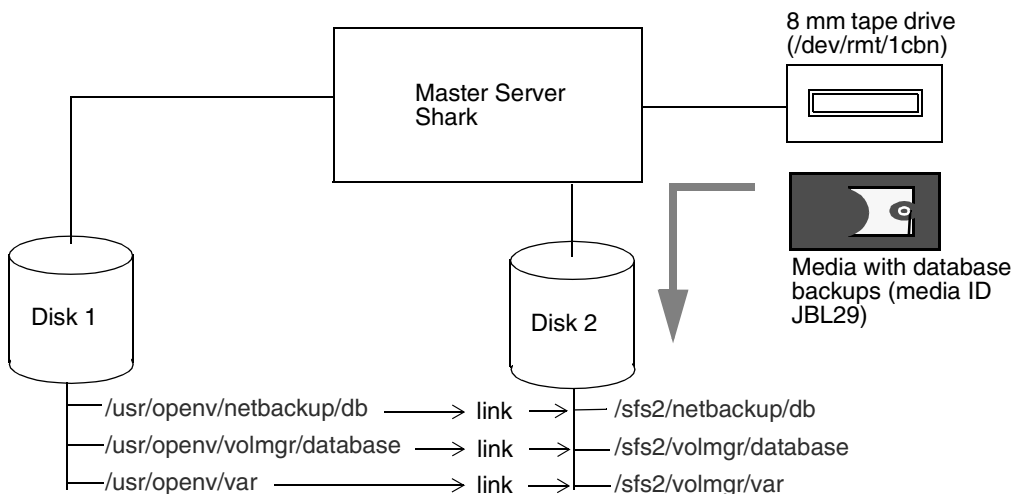 8 mm tape drive
(/dev/rmt/1cbn)
Master Server
Shark
Media with database
backups (media ID
JBL29)
Disk 1
Disk 2
/usr/openv/netbackup/db link /sfs2/netbackup/db
/usr/openv/volmgr/database link /sfs2/volmgr/database
/usr/openv/var link /sfs2/volmgr/var